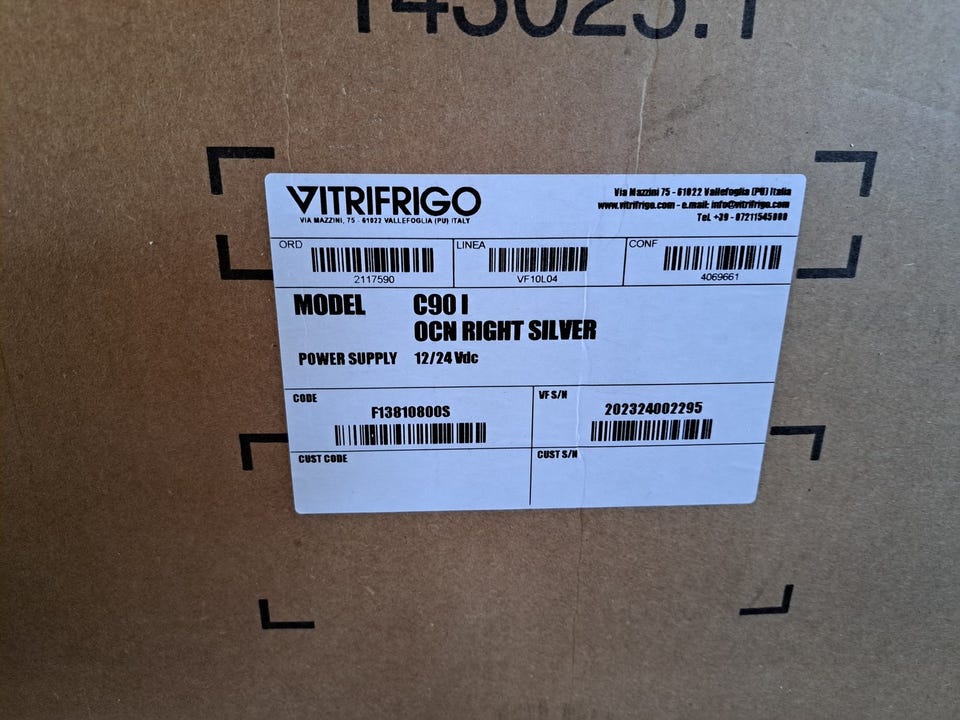 VITRIFRIGO
VIA MAZZINI, 75 - 61022 VALLEFOGLIA (PU) ITALY
Via Mazzini 75 - 61022 Vallefoglia (PU) Italia
www.vitrifrigo.com - e.mail: info@vitrifrigo.com
Tel. +39 - 07211545000
ORD
2117590
LINEA
VF10L04
CONF
4069661
MODEL C90 I
OCN RIGHT SILVER
POWER SUPPLY 12/24 Vdc
CODE
F13810800S
VF S/N
202324002295
CUST CODE
CUST S/N